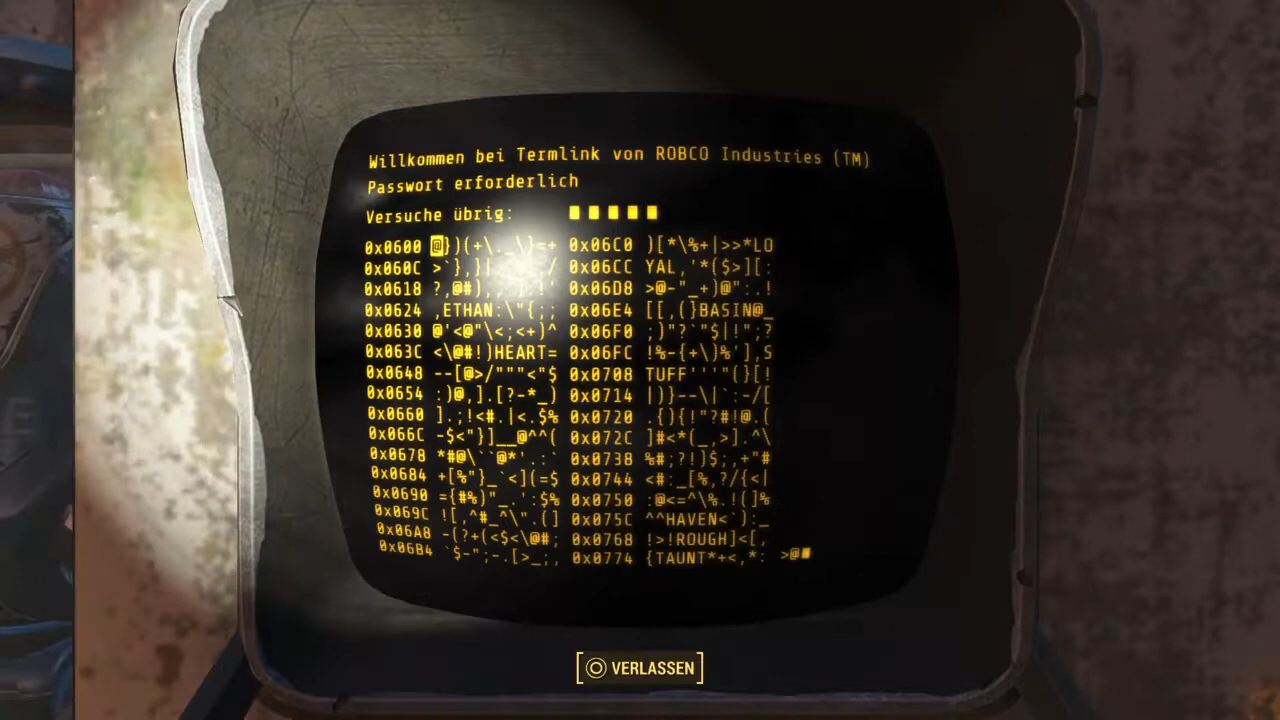 Willkommen bei Termlink von ROBCO Industries (TM)
Passwort erforderlich
Versuche übrig: ■ ■ ■ ■ ■
0x0600 @})(+\._\}=+ 0x06C0 )[*\%+|>>*LO
0x060C >`},}| 0x06CC YAL,'*($>][:
0x0618 ?,@#), 0x06D8 >@-"_+)@":.!
0x0624 ,ETHAN:\"{;; 0x06E4 [[,(}BASIN@_
0x0630 @'<@"\<;<+)^ 0x06F0 ;)"?`"$|!";?
0x063C <\@#!)HEART= 0x06FC !%-{+\)%'],S
0x0648 --[@>/"""<"$ 0x0708 TUFF'''"(}[!
0x0654 :)@,].[?-*_) 0x0714 |)}--\|`:-/[
0x0660 ].;!<#.|<.$% 0x0720 .{){!"?#!@.(
0x066C -$<"}]__@^^( 0x072C ]#<*(_,>].^\
0x0678 *#@\``@*'.:` 0x0738 %#;?!)$;,+"#
0x0684 +[%"}_`<](=$ 0x0744 <#:_[%,?/{<|
0x0690 ={#%)"_.':$% 0x0750 :@<=^\%.!(]%
0x069C ![,^#_^\".(] 0x075C ^^HAVEN<`):_
0x06A8 -(?+(<$<\@#; 0x0768 !>!ROUGH]<[,
0x06B4 `$-";-.[>_;, 0x0774 {TAUNT*+<,*: >@■
VERLASSEN